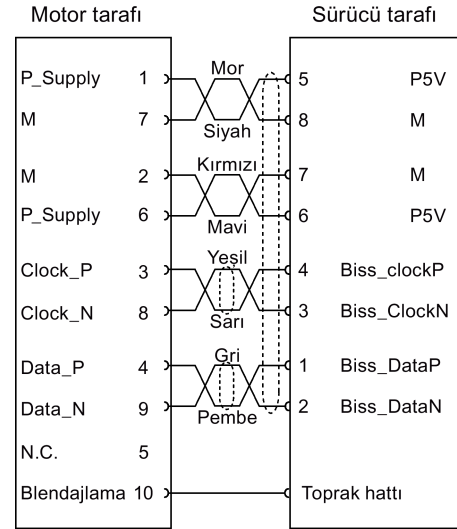 Motor tarafı Sürücü tarafı
P_Supply 1 Mor 5 P5V
M 7 Siyah 8 M
M 2 Kırmızı 7 M
P_Supply 6 Mavi 6 P5V
Clock_P 3 Yeşil 4 Biss_clockP
Clock_N 8 Sarı 3 Biss_ClockN
Data_P 4 Gri 1 Biss_DataP
Data_N 9 Pembe 2 Biss_DataN
N.C. 5
Blendajlama 10 Toprak hattı